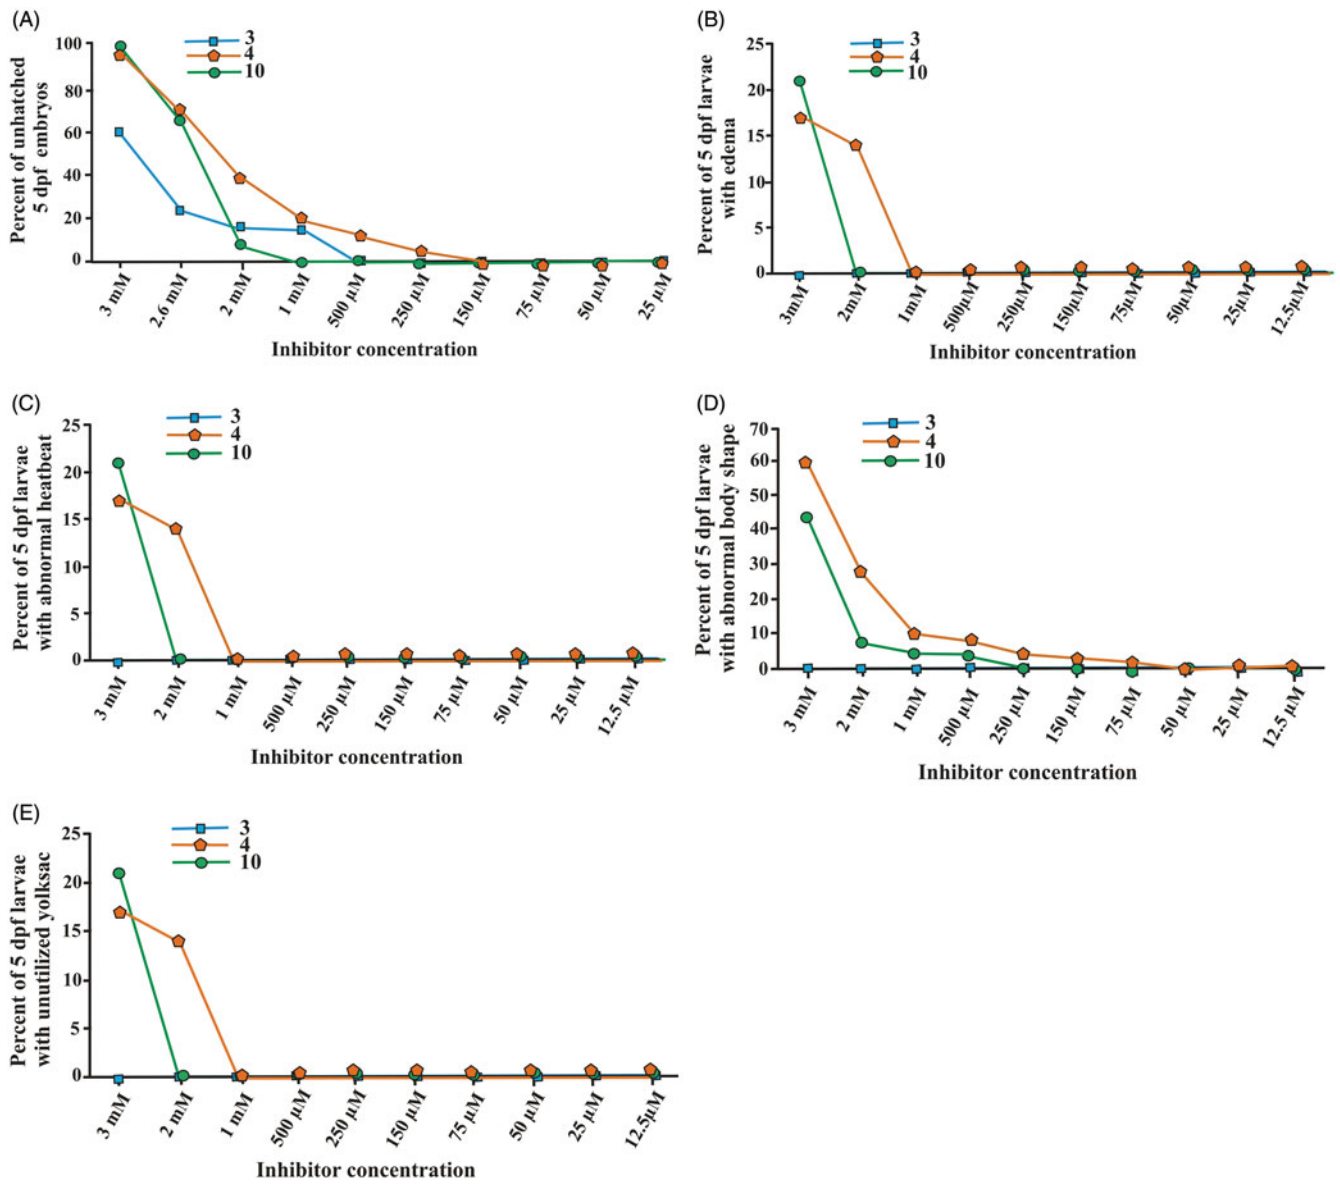 (A)
3
4
10
Percent of unhatched
5 dpf embryos
100
80
60
40
20
0
3 mM
2.6 mM
2 mM
1 mM
500 µM
250 µM
150 µM
75 µM
50 µM
25 µM
Inhibitor concentration
(B)
3
4
10
Percent of 5 dpf larvae
with edema
25
20
15
10
5
0
3mM
2mM
1mM
500µM
250µM
150µM
75µM
50µM
25µM
12.5µM
Inhibitor concentration
(C)
3
4
10
Percent of 5 dpf larvae
with abnormal heatbeat
25
20
15
10
5
0
3 mM
2 mM
1 mM
500 µM
250 µM
150 µM
75 µM
50 µM
25 µM
12.5 µM
Inhibitor concentration
(D)
3
4
10
Percent of 5 dpf larvae
with abnormal body shape
70
60
50
40
30
20
10
0
3 mM
2 mM
1 mM
500 µM
250 µM
150 µM
75 µM
50 µM
25 µM
12.5 µM
Inhibitor concentration
(E)
3
4
10
Percent of 5 dpf larvae
with unutilized yolksac
25
20
15
10
5
0
3 mM
2 mM
1 mM
500 µM
250 µM
150 µM
75 µM
50 µM
25 µM
12.5µM
Inhibitor concentration